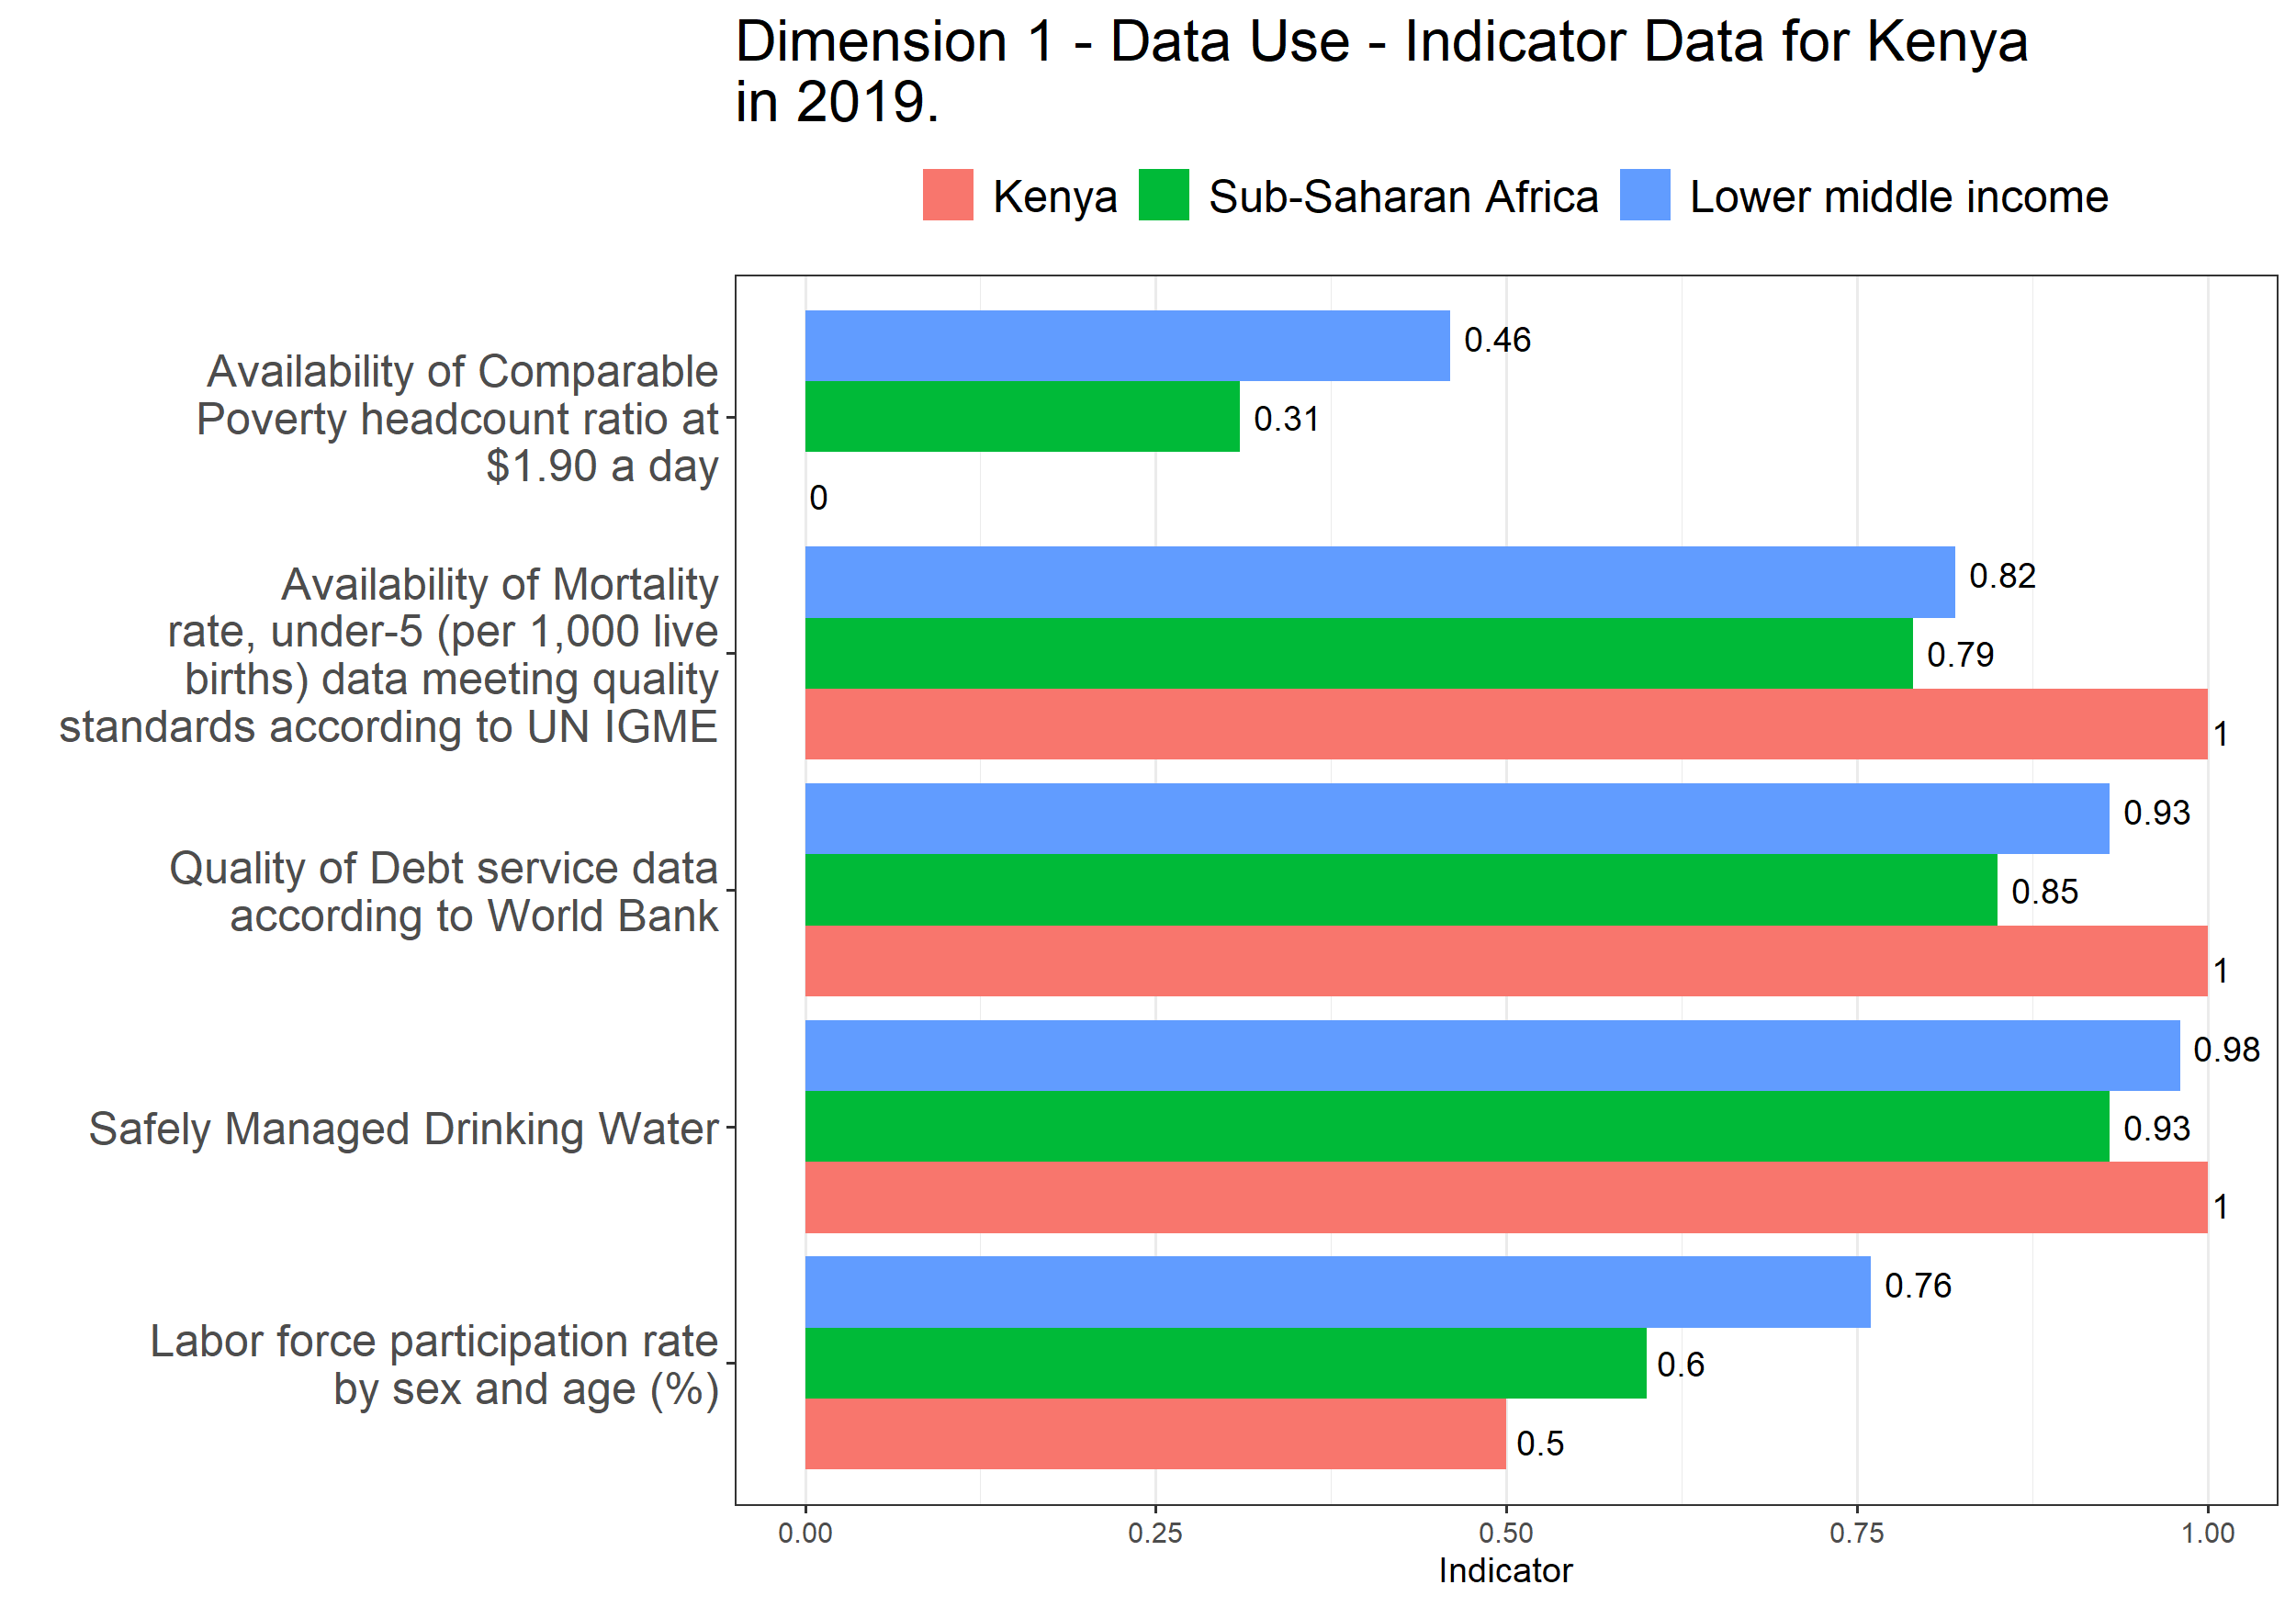 Dimension 1 - Data Use - Indicator Data for Kenya
in 2019.
Kenya
Sub-Saharan Africa
Lower middle income
Availability of Comparable
Poverty headcount ratio at
$1.90 a day
0.46
0.31
0
Availability of Mortality
rate, under-5 (per 1,000 live
births) data meeting quality
standards according to UN IGME
0.82
0.79
1
Quality of Debt service data
according to World Bank
0.93
0.85
1
Safely Managed Drinking Water
0.98
0.93
1
Labor force participation rate
by sex and age (%)
0.76
0.6
0.5
0.00
0.25
0.50
0.75
1.00
Indicator